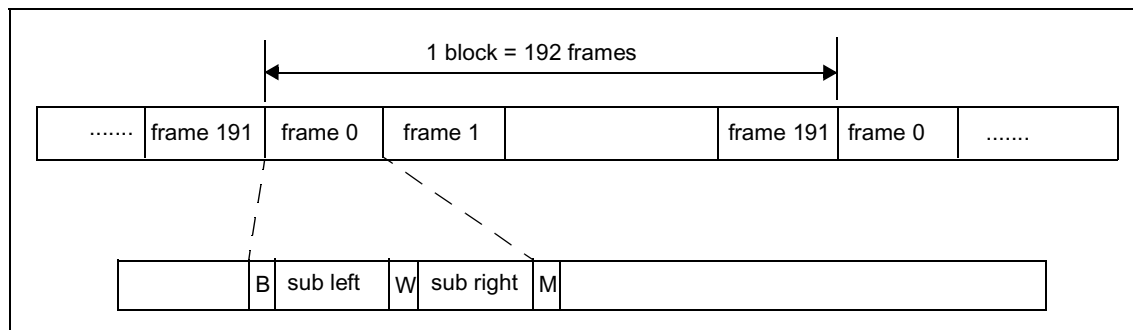 1 block = 192 frames
....... frame 191 frame 0 frame 1 frame 191 frame 0 .......
B sub left W sub right M